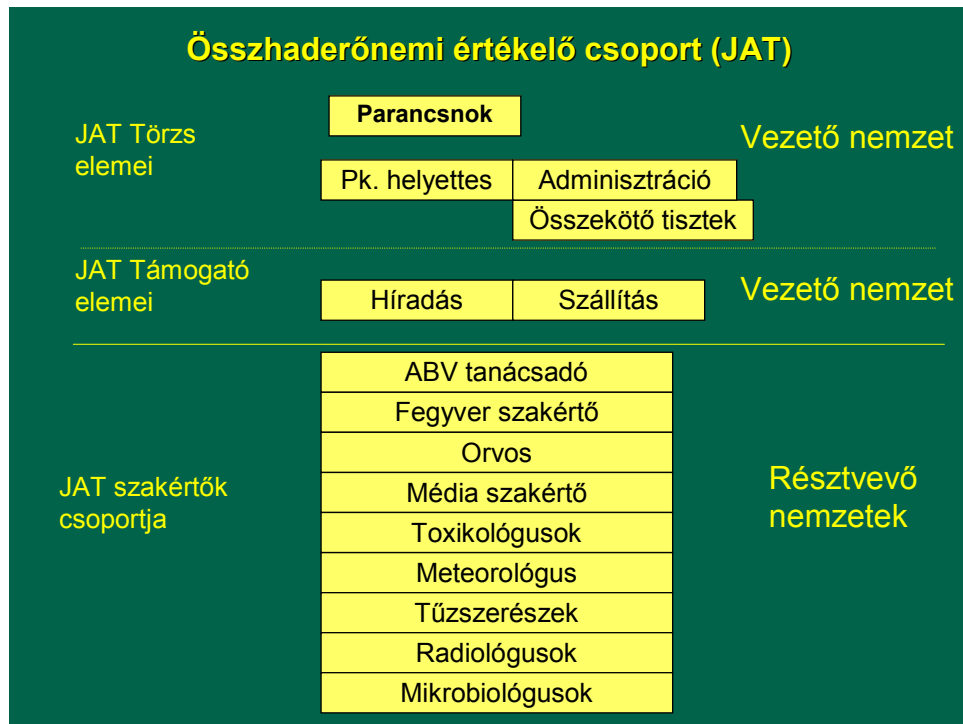 Összhaderőnemi értékelő csoport (JAT)
JAT Törzs
elemei
Parancsnok
Vezető nemzet
Pk. helyettes
Adminisztráció
Összekötő tisztek
JAT Támogató
elemei
Híradás
Szállítás
Vezető nemzet
JAT szakértők
csoportja
ABV tanácsadó
Fegyver szakértő
Orvos
Média szakértő
Toxikológusok
Meteorológus
Tűzszerészek
Radiológusok
Mikrobiológusok
Résztvevő
nemzetek